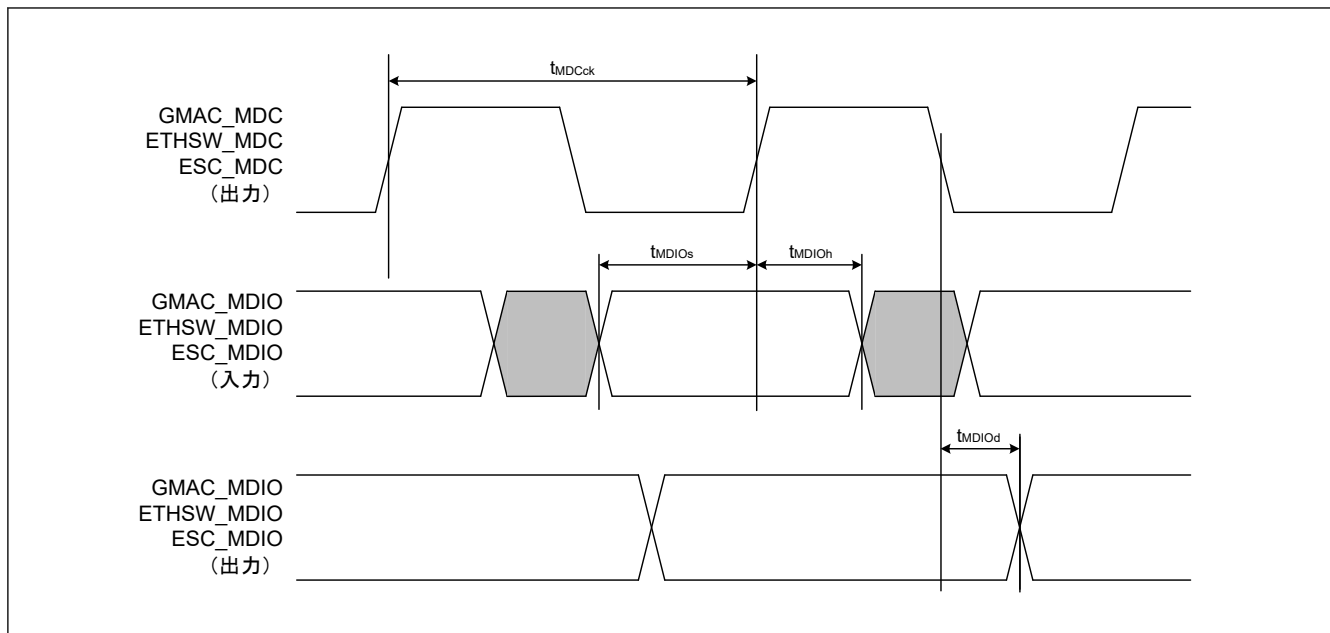 tMDCck
GMAC_MDC
ETHSW_MDC
ESC_MDC
（出力）
tMDIOs
tMDIOh
GMAC_MDIO
ETHSW_MDIO
ESC_MDIO
（入力）
tMDIOd
GMAC_MDIO
ETHSW_MDIO
ESC_MDIO
（出力）